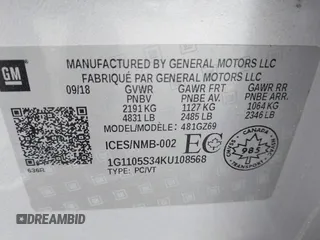 GM
MANUFACTURED BY GENERAL MOTORS LLC
FABRIQUÉ PAR GENERAL MOTORS LLC
09/18 GVWR GAWR FRT GAWR RR
PNBV PNBE AV. PNBE ARR.
2191 KG 1127 KG 1064 KG
4831 LB 2485 LB 2346 LB
MODEL/MODÈLE: 481GZ69
ICES/NMB-002 EC
1G1105S34KU108568
TYPE: PC/VT
CANADA
985
TRANSPORT
DREAMBID